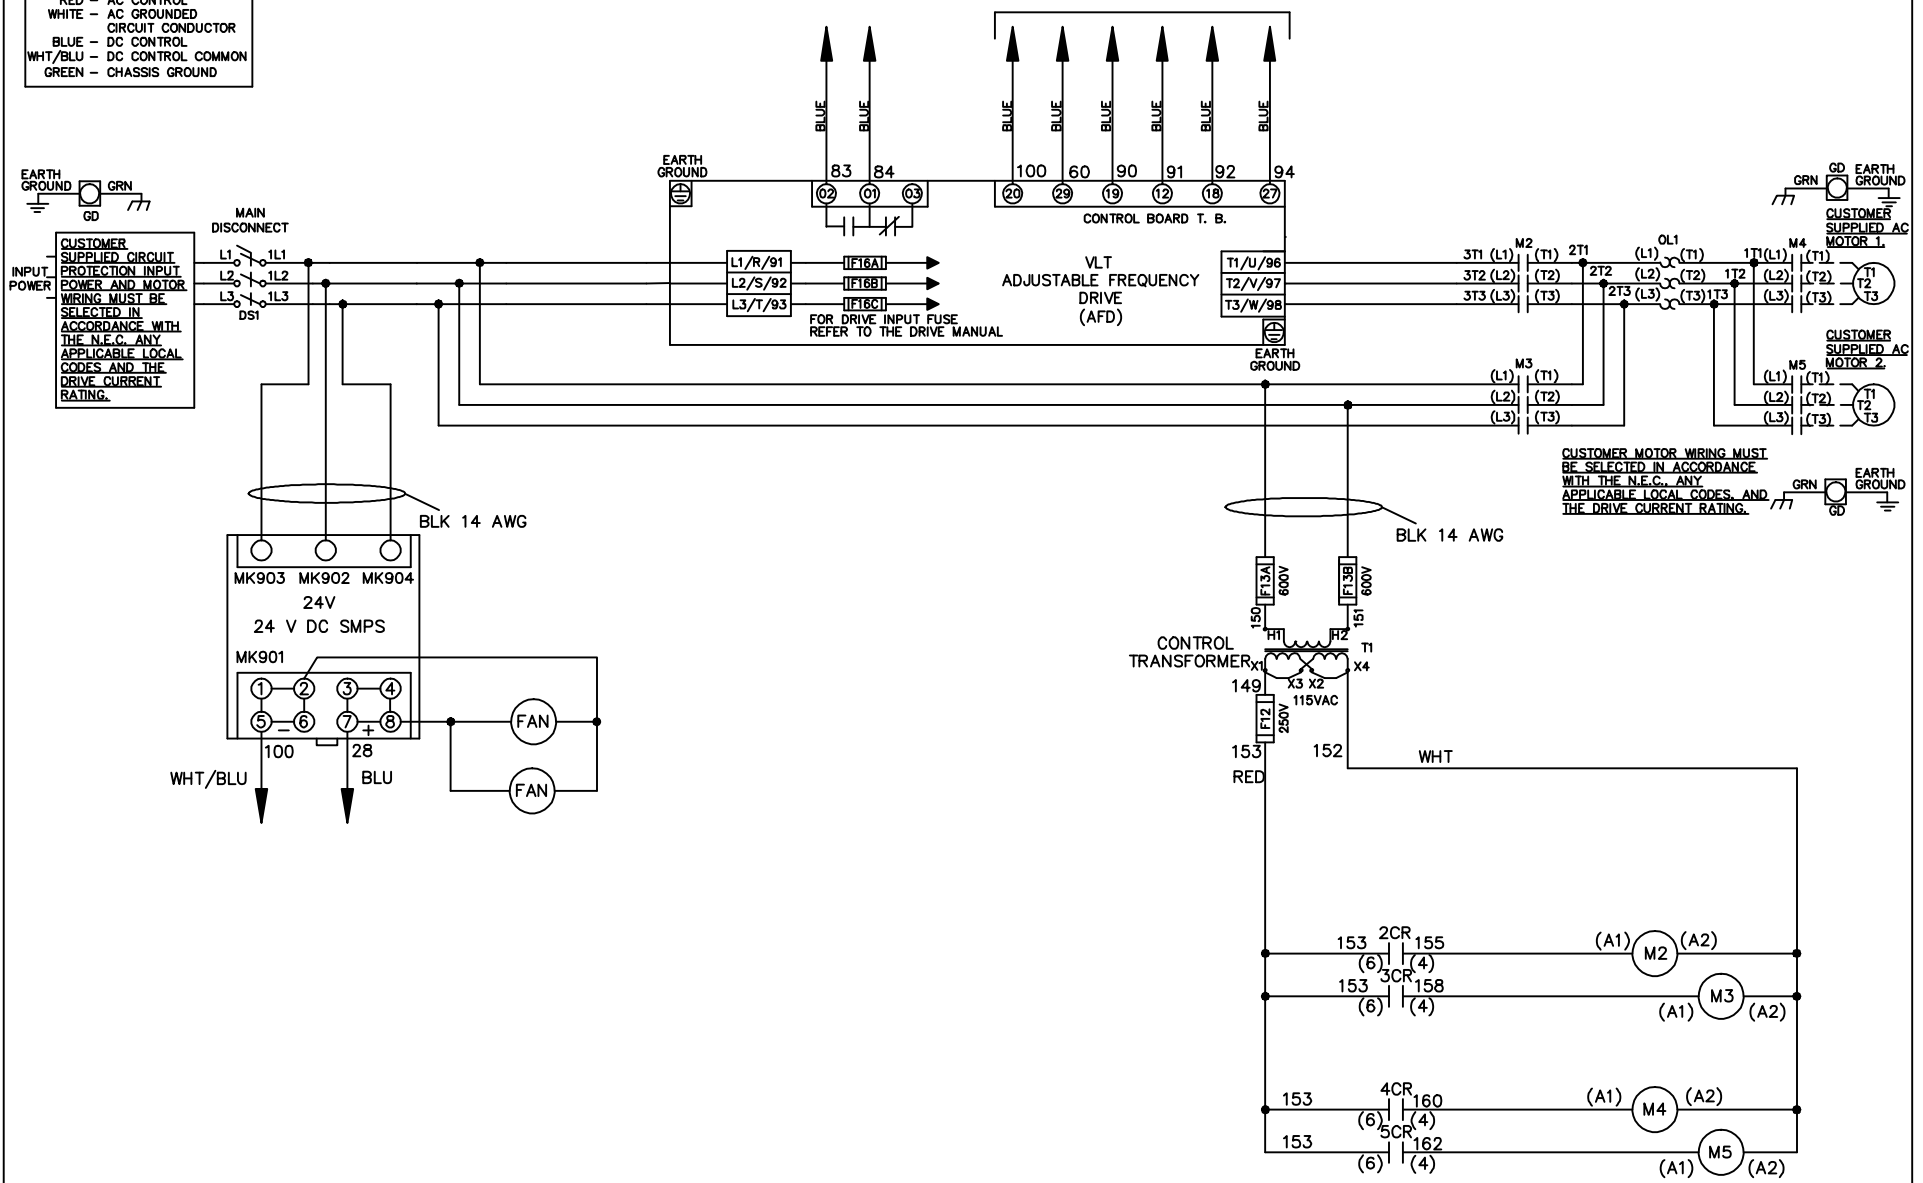 RED – AC CONTROL
WHITE – AC GROUNDED
CIRCUIT CONDUCTOR
BLUE – DC CONTROL
WHT/BLU – DC CONTROL COMMON
GREEN – CHASSIS GROUND
BLUE
BLUE
BLUE
BLUE
BLUE
BLUE
BLUE
BLUE
EARTH
GROUND
GRN
GD
MAIN
DISCONNECT
L1
1L1
L2
1L2
L3
1L3
DS1
INPUT
POWER
CUSTOMER
SUPPLIED CIRCUIT
PROTECTION INPUT
POWER AND MOTOR
WIRING MUST BE
SELECTED IN
ACCORDANCE WITH
THE N.E.C. ANY
APPLICABLE LOCAL
CODES AND THE
DRIVE CURRENT
RATING.
EARTH
GROUND
83 84
02 01 03
100 60 90 91 92 94
20 29 19 12 18 27
CONTROL BOARD T. B.
L1/R/91
L2/S/92
L3/T/93
F16A
F16B
F16C
FOR DRIVE INPUT FUSE
REFER TO THE DRIVE MANUAL
VLT
ADJUSTABLE FREQUENCY
DRIVE
(AFD)
T1/U/96
T2/V/97
T3/W/98
EARTH
GROUND
3T1 (L1) M2 (T1) 2T1
3T2 (L2) (T2) 2T2
3T3 (L3) (T3) 2T3
OL1
(L1) (T1) 1T1
(L2) (T2) 1T2
(L3) (T3) 1T3
M4
(L1) (T1)
(L2) (T2)
(L3) (T3)
T1
T2
T3
GRN
GD
EARTH
GROUND
CUSTOMER
SUPPLIED AC
MOTOR 1.
M3
(L1) (T1)
(L2) (T2)
(L3) (T3)
CUSTOMER
SUPPLIED AC
MOTOR 2.
M5
(L1) (T1)
(L2) (T2)
(L3) (T3)
T1
T2
T3
CUSTOMER MOTOR WIRING MUST
BE SELECTED IN ACCORDANCE
WITH THE N.E.C., ANY
APPLICABLE LOCAL CODES, AND
THE DRIVE CURRENT RATING.
GRN
GD
EARTH
GROUND
BLK 14 AWG
BLK 14 AWG
MK903 MK902 MK904
24V
24 V DC SMPS
MK901
1 2 3 4
5 6 7 8
– +
100
28
WHT/BLU
BLU
FAN
FAN
F13A
600V
F13B
600V
150
151
H1 H2
T1
CONTROL
TRANSFORMER
X1
X4
X3 X2
149
115VAC
F12
250V
153
152
RED
WHT
153 2CR 155
(6) (4)
(A1) M2 (A2)
153 3CR 158
(6) (4)
(A1) M3 (A2)
153 4CR 160
(6) (4)
(A1) M4 (A2)
153 5CR 162
(6) (4)
(A1) M5 (A2)